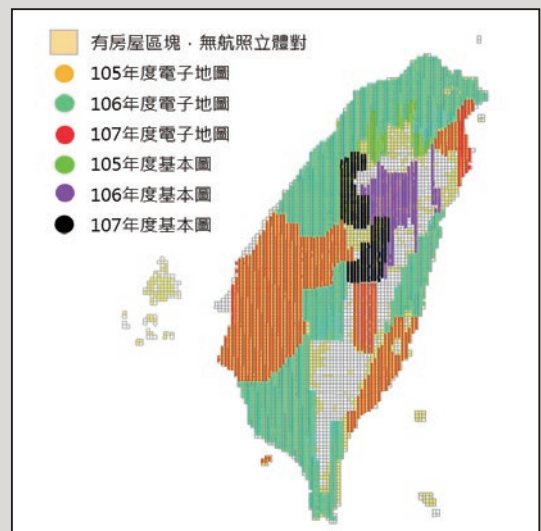 有房屋區塊，無航照立體對
105年度電子地圖
106年度電子地圖
107年度電子地圖
105年度基本圖
106年度基本圖
107年度基本圖